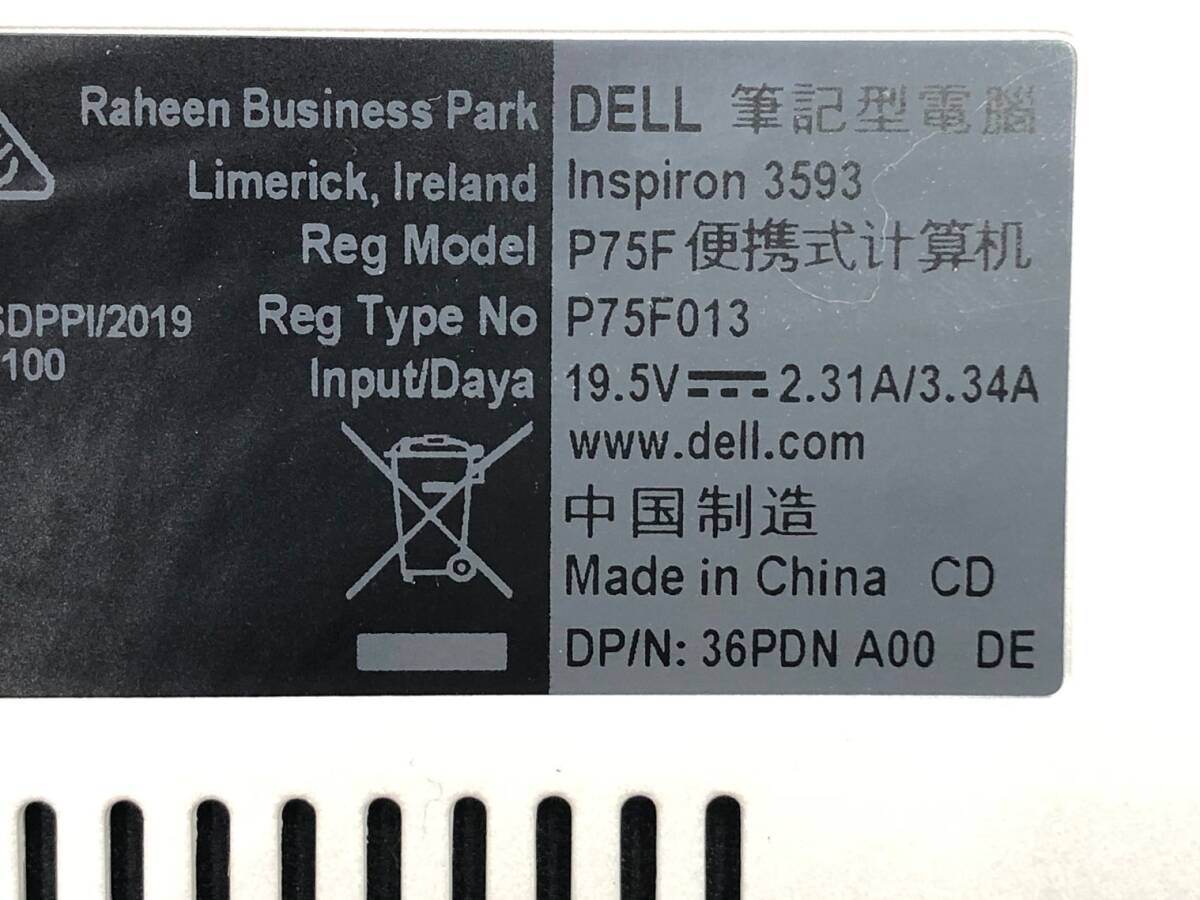 Raheen Business Park
Limerick, Ireland
Reg Model
SDPPI/2019
100
Reg Type No
Input/Daya
DELL 筆記型電腦
Inspiron 3593
P75F 便携式计算机
P75F013
19.5V⎓2.31A/3.34A
www.dell.com
中国制造
Made in China CD
DP/N: 36PDN A00 DE